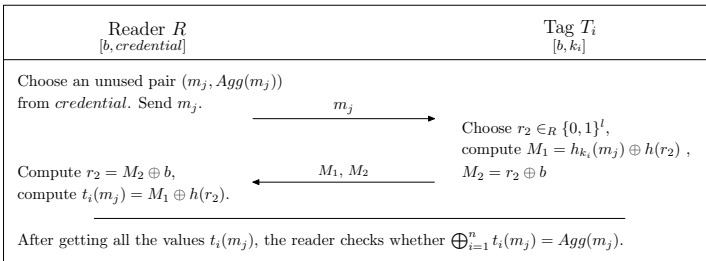 Reader R
[b, credential]
Tag T_i
[b, k_i]
Choose an unused pair (m_j, Agg(m_j))
from credential. Send m_j.
m_j
Choose r_2 ∈_R {0, 1}^l,
compute M_1 = h_{k_i}(m_j) ⊕ h(r_2) ,
M_2 = r_2 ⊕ b
M_1, M_2
Compute r_2 = M_2 ⊕ b,
compute t_i(m_j) = M_1 ⊕ h(r_2).
After getting all the values t_i(m_j), the reader checks whether ⊕_{i=1}^n t_i(m_j) = Agg(m_j).